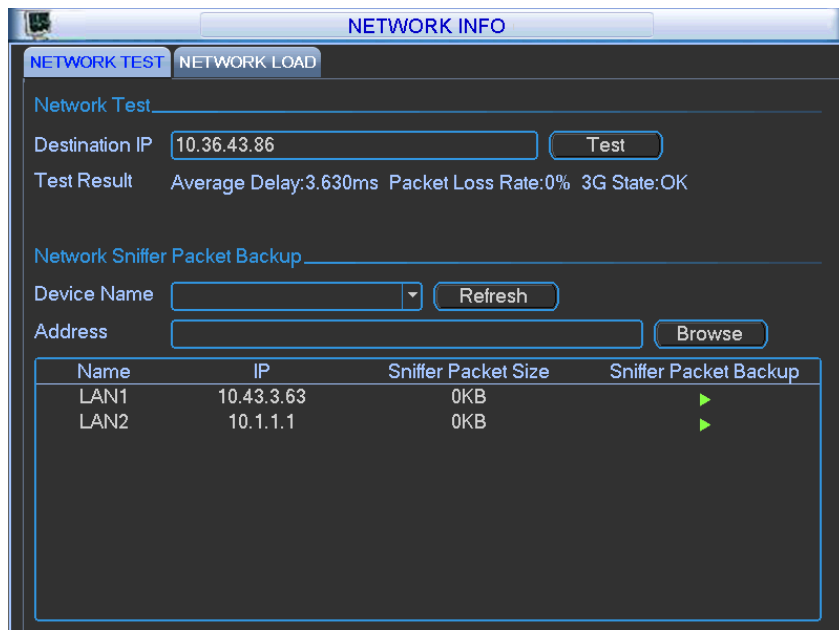 NETWORK INFO
NETWORK TEST NETWORK LOAD
Network Test
Destination IP 10.36.43.86 Test
Test Result Average Delay:3.630ms Packet Loss Rate:0% 3G State:OK
Network Sniffer Packet Backup
Device Name Refresh
Address Browse
Name IP Sniffer Packet Size Sniffer Packet Backup
LAN1 10.43.3.63 0KB
LAN2 10.1.1.1 0KB